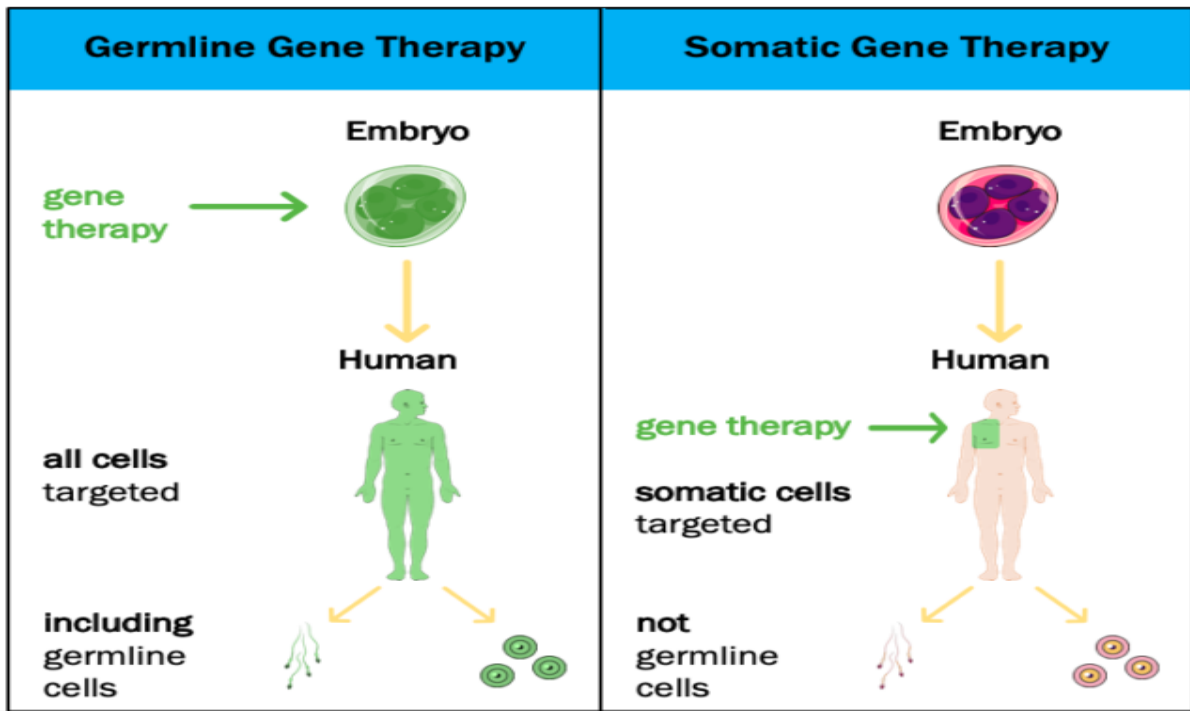 Germline Gene Therapy
Embryo
gene
therapy
Human
all cells
targeted
including
germline
cells
Somatic Gene Therapy
Embryo
Human
gene therapy
somatic cells
targeted
not
germline
cells